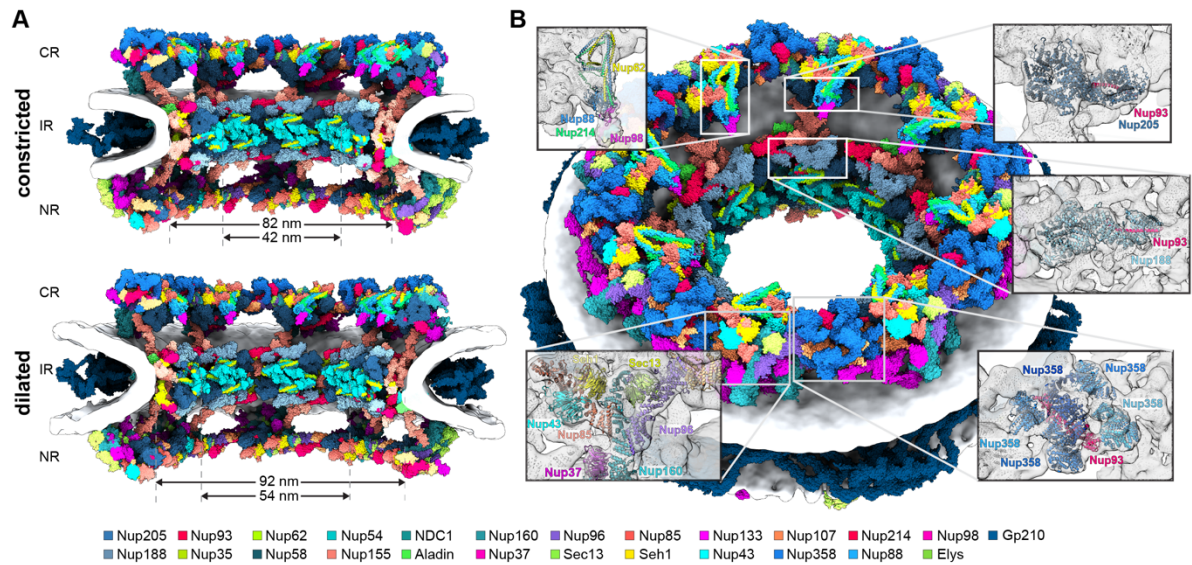 A
constricted
CR
IR
NR
82 nm
42 nm
dilated
CR
IR
NR
92 nm
54 nm
B
Nup62
Nup88
Nup214
Nup98
Nup93
Nup205
Nup93
Nup188
Sec13
Nup43
Nup85
Nup96
Nup37
Nup160
Nup358
Nup358
Nup358
Nup358
Nup358
Nup93
Nup205 Nup93 Nup62 Nup54 NDC1 Nup160 Nup96 Nup85 Nup133 Nup107 Nup214 Nup98 Gp210
Nup188 Nup35 Nup58 Nup155 Aladin Nup37 Sec13 Seh1 Nup43 Nup358 Nup88 Elys